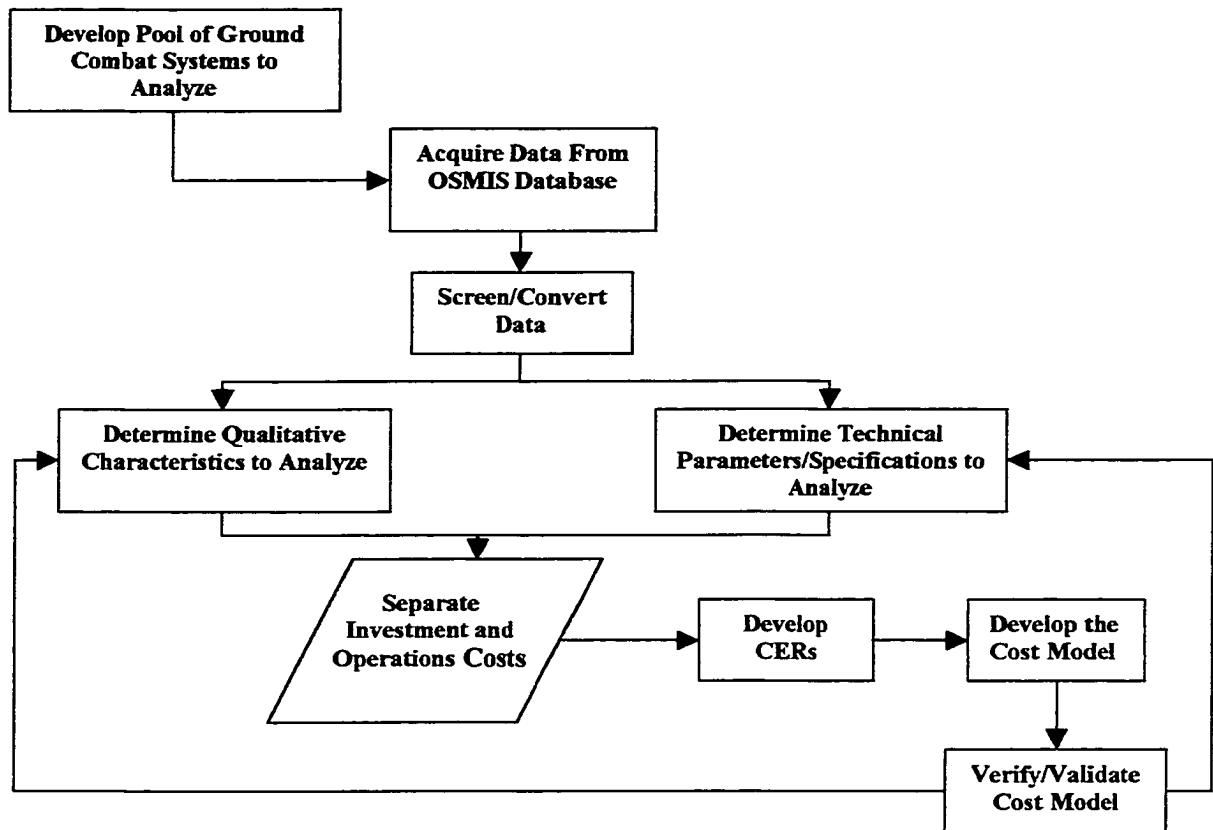 Develop Pool of Ground
Combat Systems to
Analyze
Acquire Data From
OSMIS Database
Screen/Convert
Data
Determine Qualitative
Characteristics to Analyze
Determine Technical
Parameters/Specifications to
Analyze
Separate
Investment and
Operations Costs
Develop
CERs
Develop the
Cost Model
Verify/Validate
Cost Model